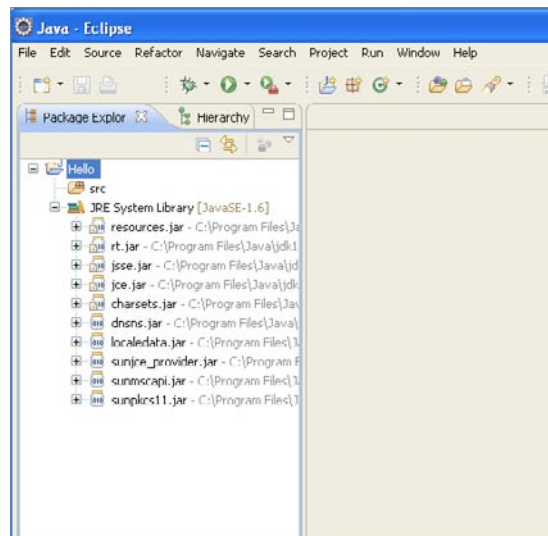 Java - Eclipse
File Edit Source Refactor Navigate Search Project Run Window Help
Package Explor Hierarchy
Hello
src
JRE System Library [JavaSE-1.6]
resources.jar - C:\Program Files\Ja
rt.jar - C:\Program Files\Java\jdk1
jsse.jar - C:\Program Files\Java\jd
jce.jar - C:\Program Files\Java\jdk
charsets.jar - C:\Program Files\Jav
dnsns.jar - C:\Program Files\Java\
localedata.jar - C:\Program Files\J
sunjce_provider.jar - C:\Program F
sunmscapi.jar - C:\Program Files\J
sunpkcs11.jar - C:\Program Files\J